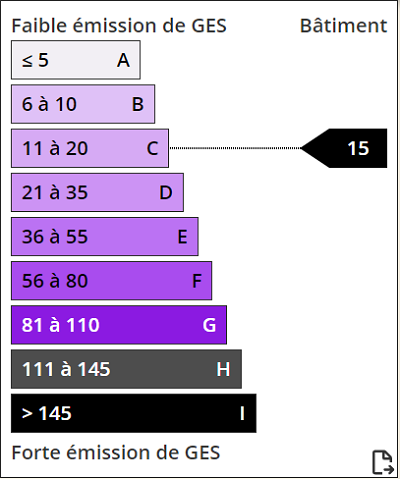 Faible émission de GES Bâtiment
≤ 5 A
6 à 10 B
11 à 20 C 15
21 à 35 D
36 à 55 E
56 à 80 F
81 à 110 G
111 à 145 H
> 145 I
Forte émission de GES